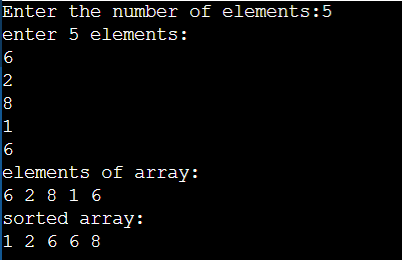 Enter the number of elements:5
enter 5 elements:
6
2
8
1
6
elements of array:
6 2 8 1 6
sorted array:
1 2 6 6 8